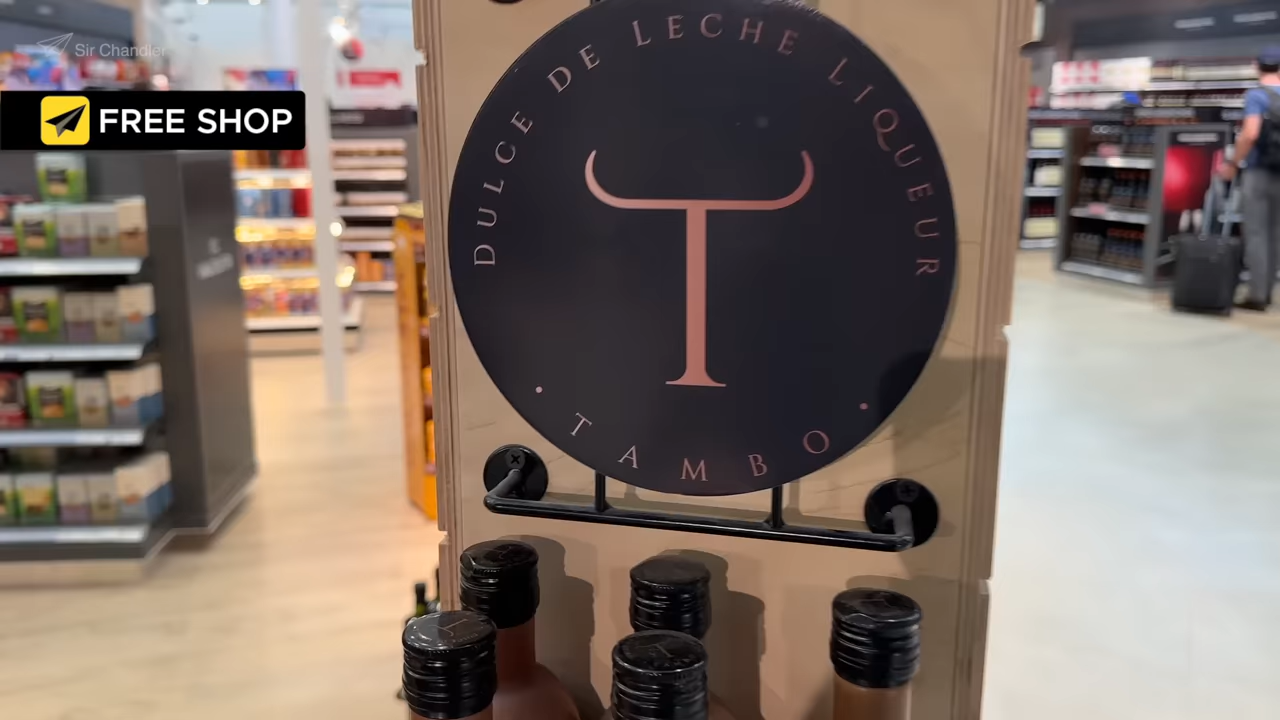 Sir Chandler
FREE SHOP
DULCE DE LECHE LIQUEUR
T
• TAMBO •